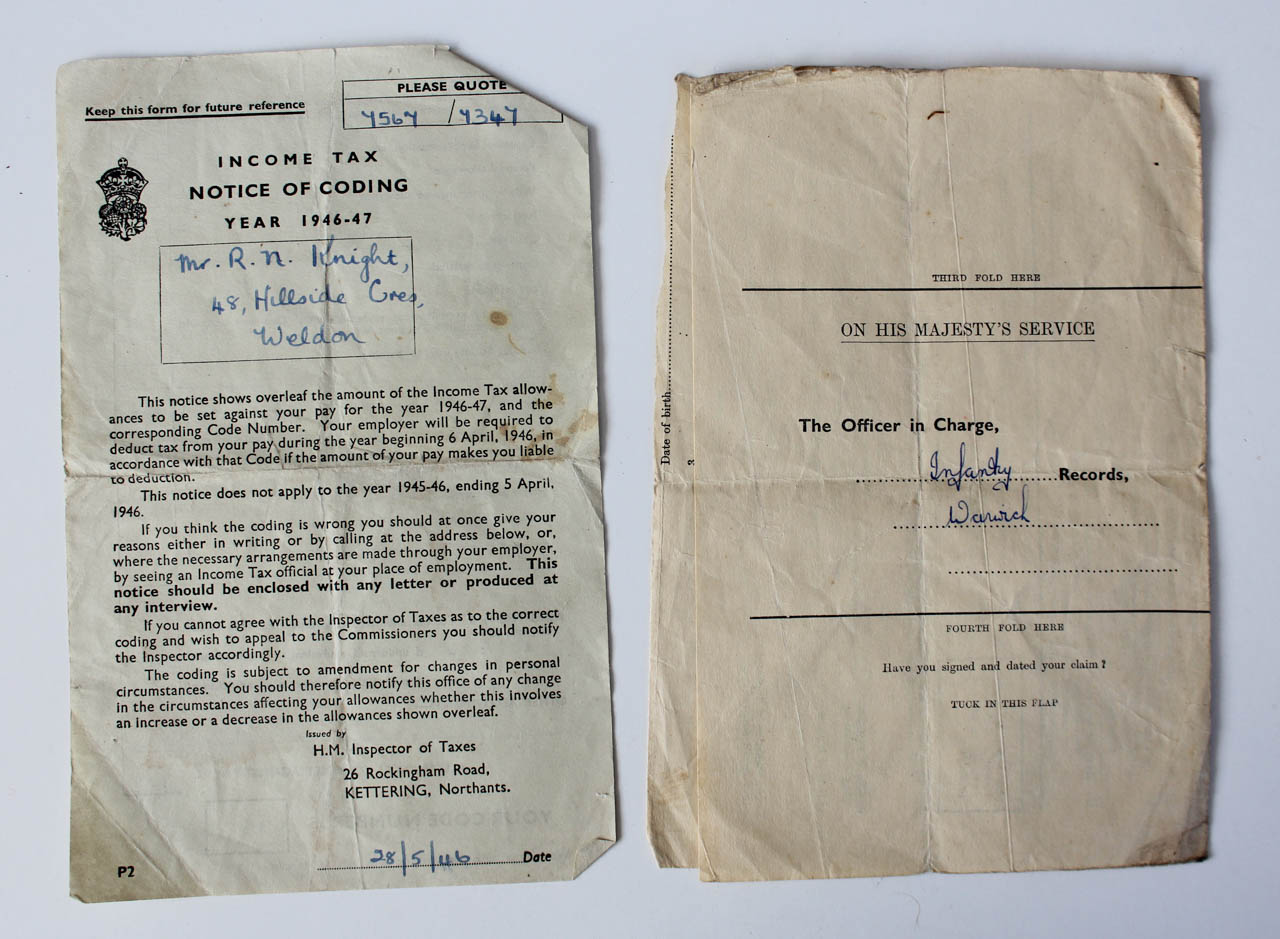 Keep this form for future reference
PLEASE QUOTE
7567 / 7347
INCOME TAX
NOTICE OF CODING
YEAR 1946-47
Mr. R. N. Knight,
48, Hillside Cres,
Weldon
This notice shows overleaf the amount of the Income Tax allow-
ances to be set against your pay for the year 1946-47, and the
corresponding Code Number. Your employer will be required to
deduct tax from your pay during the year beginning 6 April, 1946, in
accordance with that Code if the amount of your pay makes you liable
to deduction.
This notice does not apply to the year 1945-46, ending 5 April,
1946.
If you think the coding is wrong you should at once give your
reasons either in writing or by calling at the address below, or,
where the necessary arrangements are made through your employer,
by seeing an Income Tax official at your place of employment. This
notice should be enclosed with any letter or produced at
any interview.
If you cannot agree with the Inspector of Taxes as to the correct
coding and wish to appeal to the Commissioners you should notify
the Inspector accordingly.
The coding is subject to amendment for changes in personal
circumstances. You should therefore notify this office of any change
in the circumstances affecting your allowances whether this involves
an increase or a decrease in the allowances shown overleaf.
Issued by
H.M. Inspector of Taxes
26 Rockingham Road,
KETTERING, Northants.
28/5/46 Date
P2
Date of birth
3
THIRD FOLD HERE
ON HIS MAJESTY'S SERVICE
The Officer in Charge,
Infantry Records,
Warwick
FOURTH FOLD HERE
Have you signed and dated your claim?
TUCK IN THIS FLAP